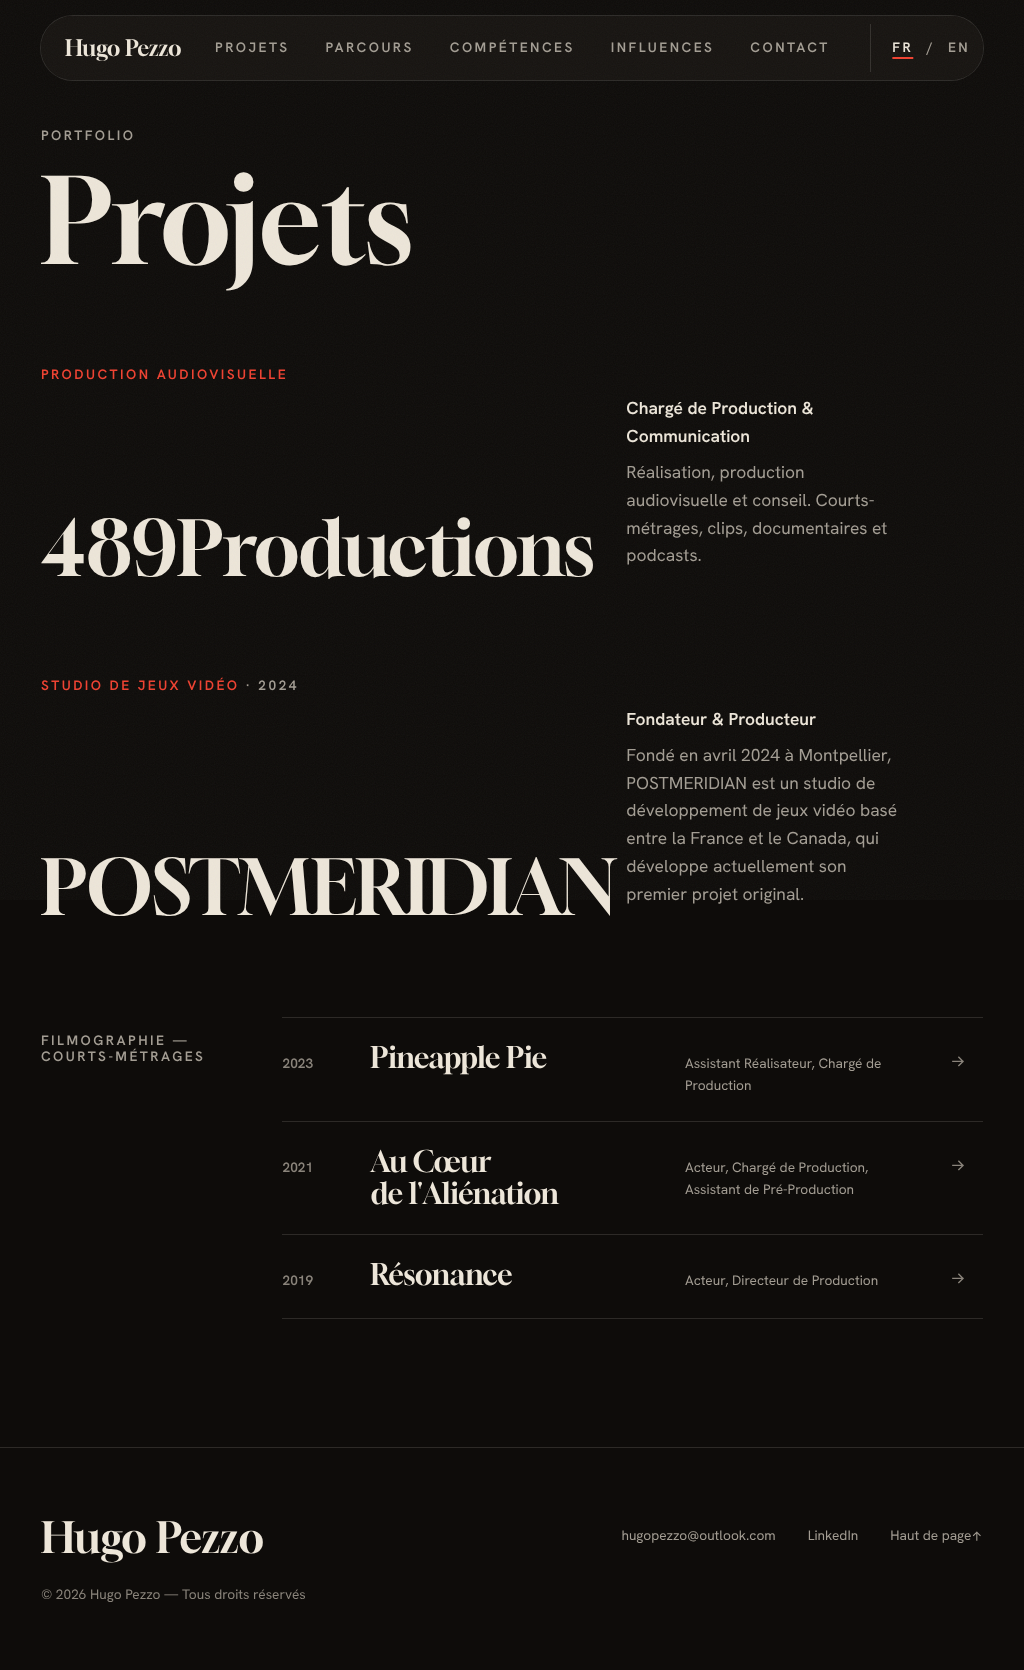 Hugo Pezzo
PROJETS
PARCOURS
COMPÉTENCES
INFLUENCES
CONTACT
FR / EN
PORTFOLIO
Projets
PRODUCTION AUDIOVISUELLE
489Productions
Chargé de Production &
Communication
Réalisation, production
audiovisuelle et conseil. Courts-
métrages, clips, documentaires et
podcasts.
STUDIO DE JEUX VIDÉO · 2024
POSTMERIDIAN
Fondateur & Producteur
Fondé en avril 2024 à Montpellier,
POSTMERIDIAN est un studio de
développement de jeux vidéo basé
entre la France et le Canada, qui
développe actuellement son
premier projet original.
FILMOGRAPHIE —
COURTS-MÉTRAGES
2023
Pineapple Pie
Assistant Réalisateur, Chargé de
Production
→
2021
Au Cœur
de l'Aliénation
Acteur, Chargé de Production,
Assistant de Pré-Production
→
2019
Résonance
Acteur, Directeur de Production
→
Hugo Pezzo
hugopezzo@outlook.com
LinkedIn
Haut de page↑
© 2026 Hugo Pezzo — Tous droits réservés